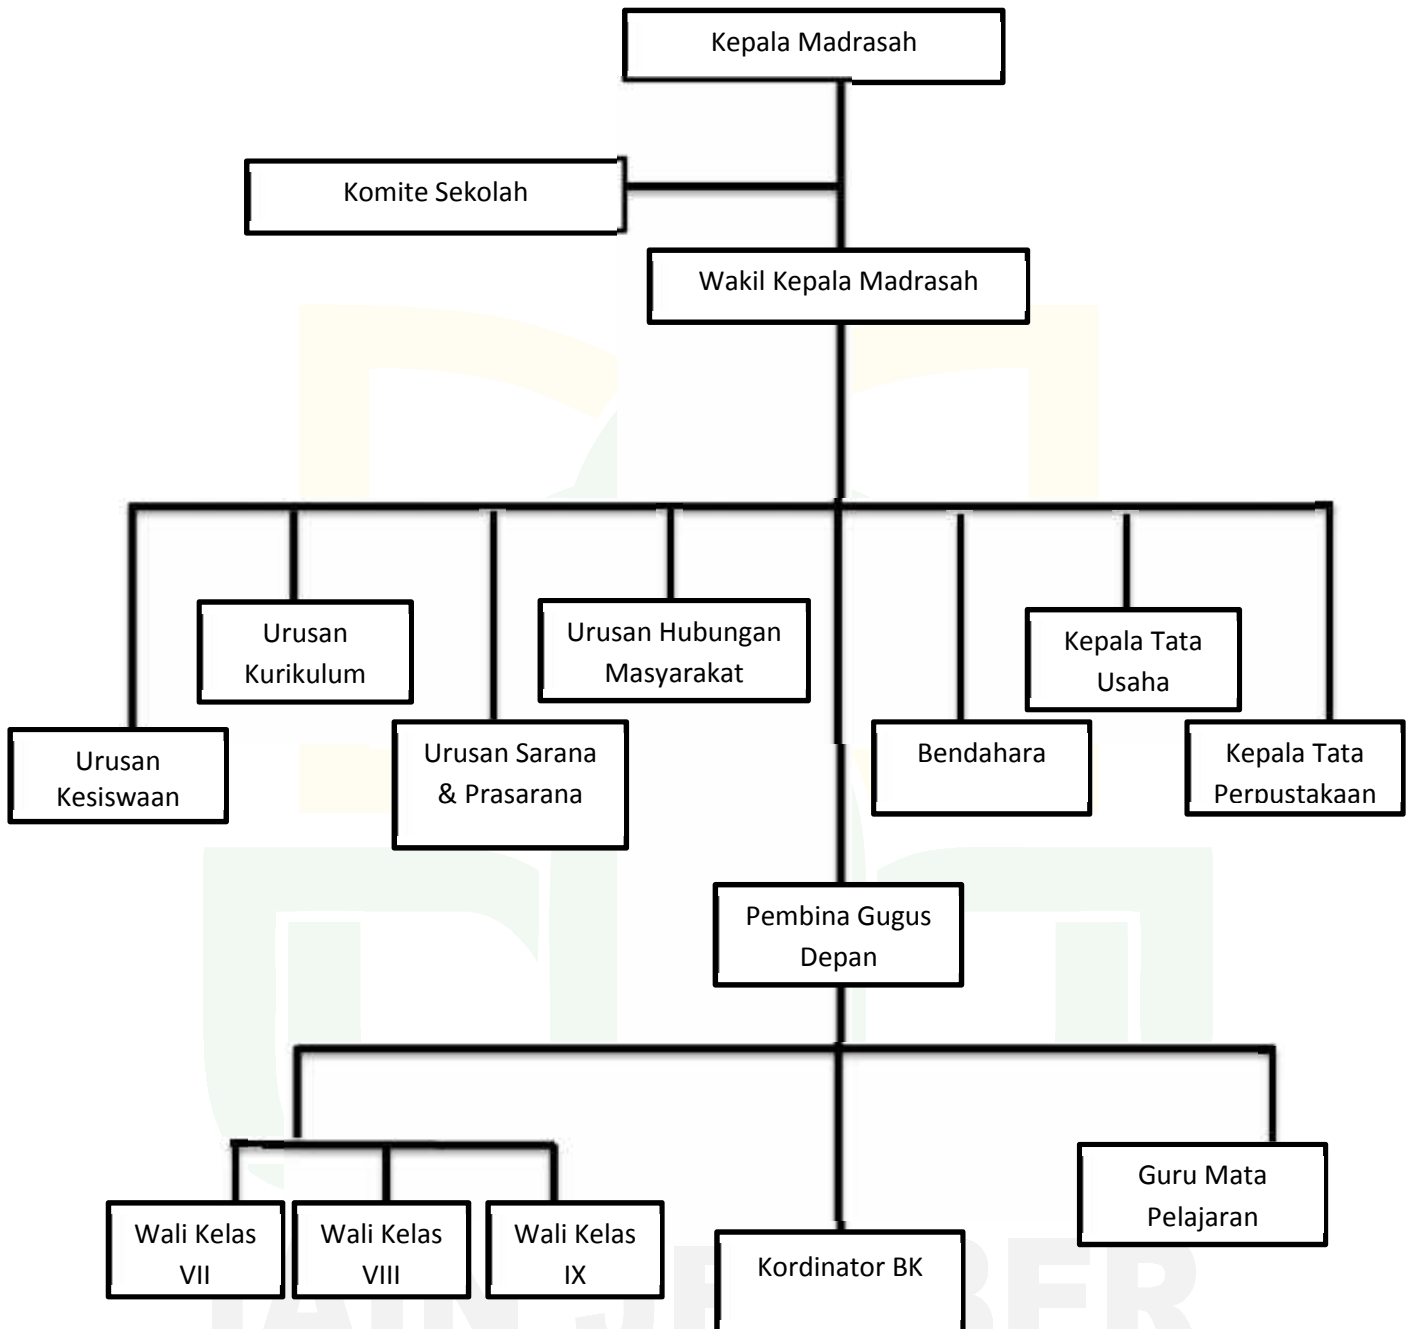 Kepala Madrasah
Komite Sekolah
Wakil Kepala Madrasah
Urusan
Kurikulum
Urusan Hubungan
Masyarakat
Kepala Tata
Usaha
Urusan
Kesiswaan
Urusan Sarana
& Prasarana
Bendahara
Kepala Tata
Perpustakaan
Pembina Gugus
Depan
Guru Mata
Pelajaran
Wali Kelas
VII
Wali Kelas
VIII
Wali Kelas
IX
Kordinator BK
IAIN JEMBER